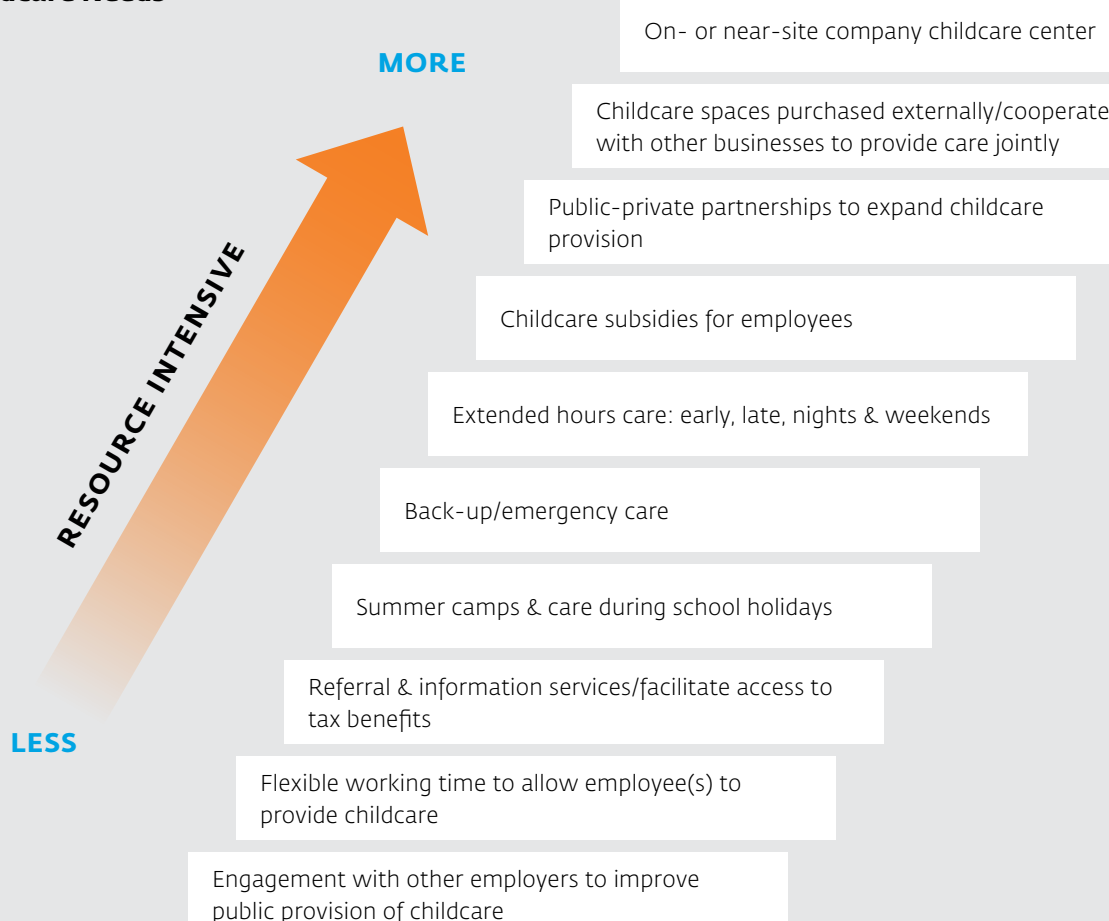 MORE
On- or near-site company childcare center
Childcare spaces purchased externally/cooperate
with other businesses to provide care jointly
Public-private partnerships to expand childcare
provision
Childcare subsidies for employees
RESOURCE INTENSIVE
Extended hours care: early, late, nights & weekends
Back-up/emergency care
Summer camps & care during school holidays
Referral & information services/facilitate access to
tax benefits
LESS
Flexible working time to allow employee(s) to
provide childcare
Engagement with other employers to improve
public provision of childcare